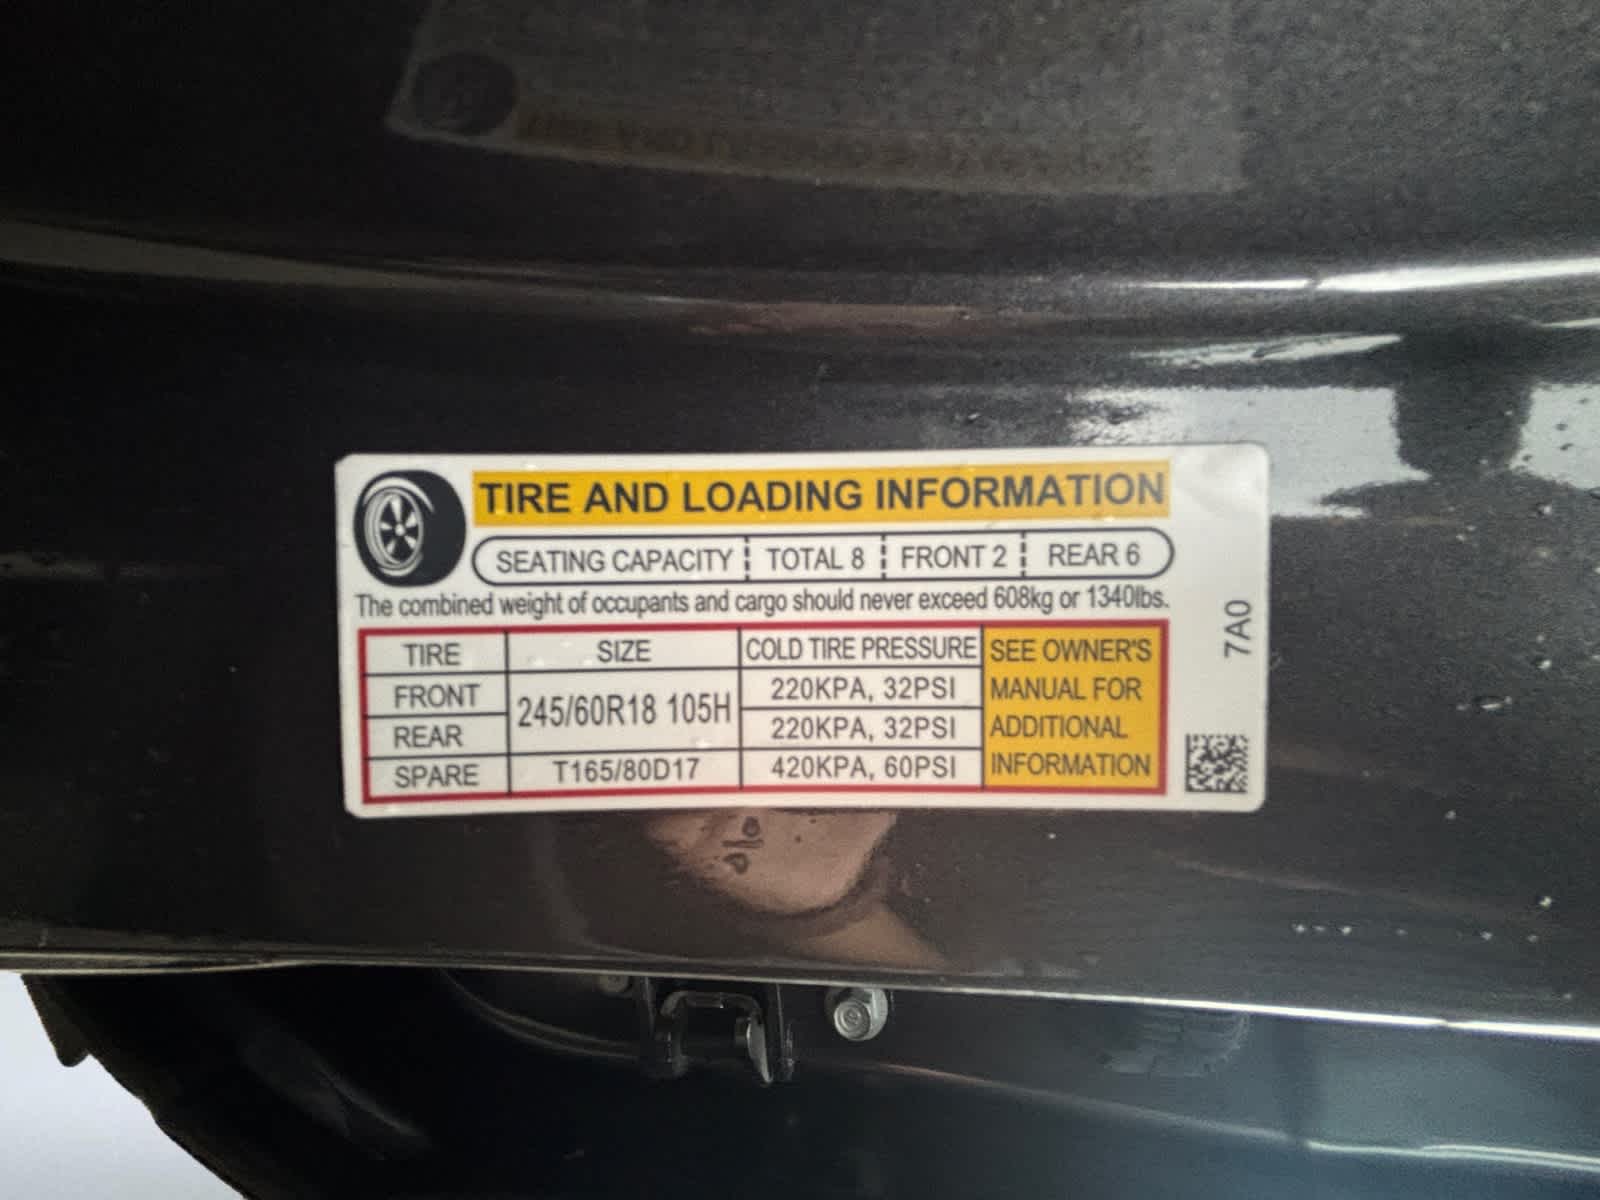 TIRE AND LOADING INFORMATION
SEATING CAPACITY TOTAL 8 FRONT 2 REAR 6
The combined weight of occupants and cargo should never exceed 608kg or 1340lbs.
TIRE SIZE COLD TIRE PRESSURE SEE OWNER'S
FRONT 245/60R18 105H 220KPA, 32PSI MANUAL FOR
REAR 220KPA, 32PSI ADDITIONAL
SPARE T165/80D17 420KPA, 60PSI INFORMATION
7A0